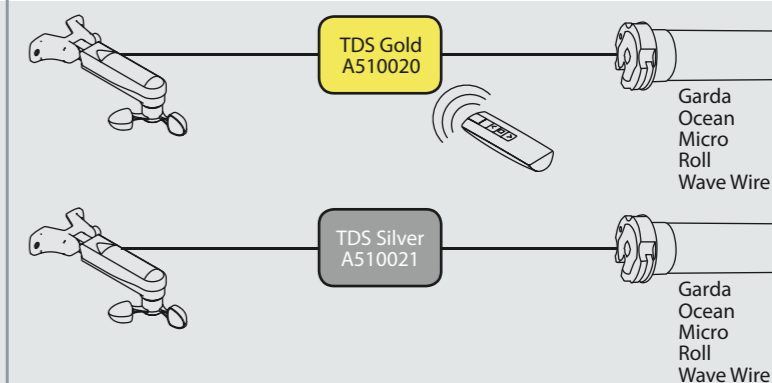 TDS Gold
A510020
Garda
Ocean
Micro
Roll
Wave Wire
TDS Silver
A510021
Garda
Ocean
Micro
Roll
Wave Wire